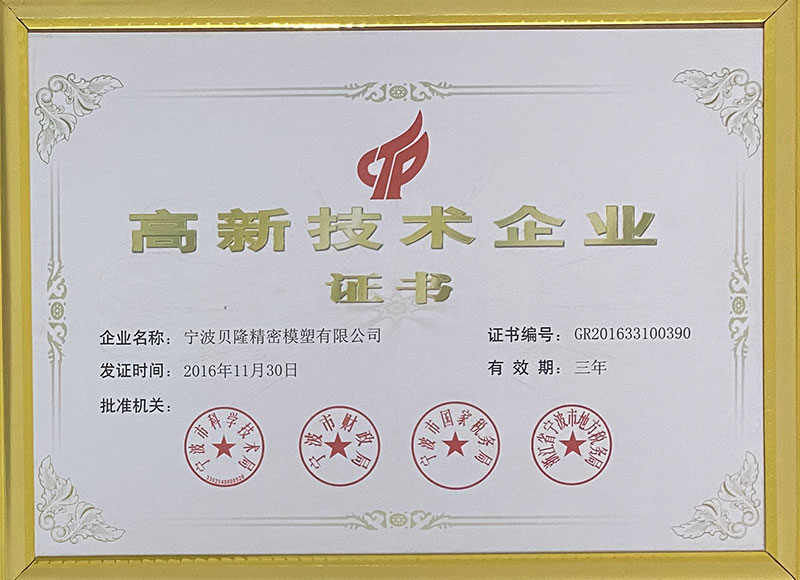 高新技术企业
证书
企业名称：宁波贝隆精密模塑有限公司 证书编号：GR201633100390
发证时间：2016年11月30日 有效期：三年
批准机关：
宁波市科学技术局
宁波市财政局
宁波市国家税务局
浙江省宁波市地方税务局